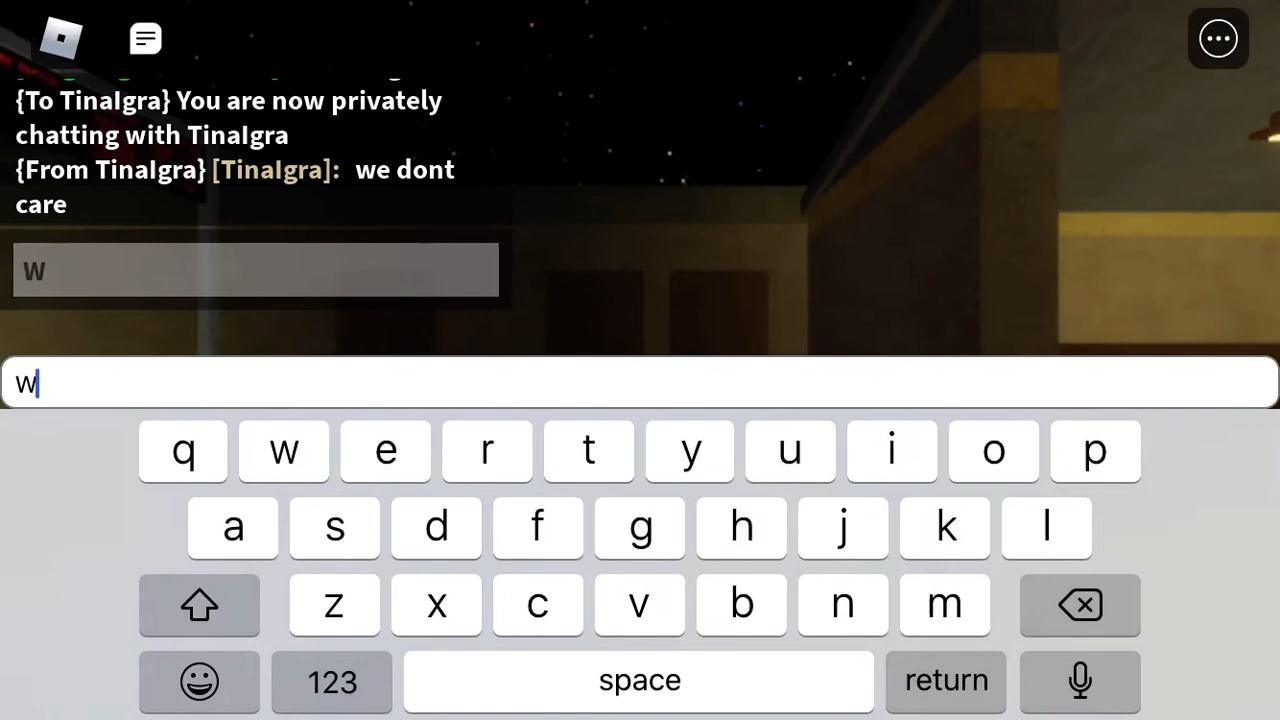 {To TinaIgra} You are now privately
chatting with TinaIgra
{From TinaIgra} [TinaIgra]: we dont
care
W
w
q w e r t y u i o p
a s d f g h j k l
z x c v b n m
123 space return